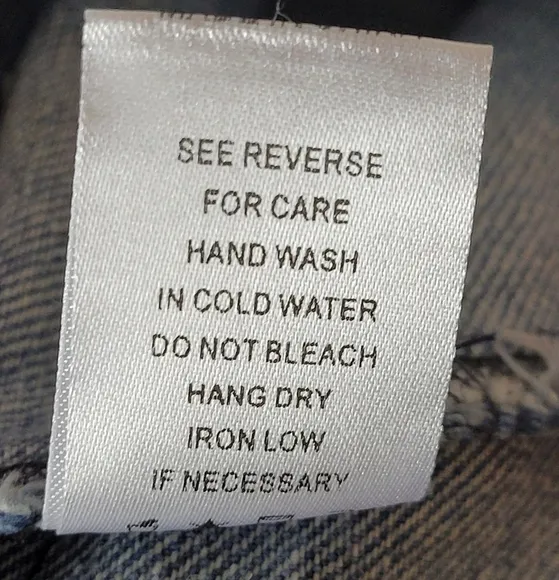 SEE REVERSE
FOR CARE
HAND WASH
IN COLD WATER
DO NOT BLEACH
HANG DRY
IRON LOW
IF NECESSARY